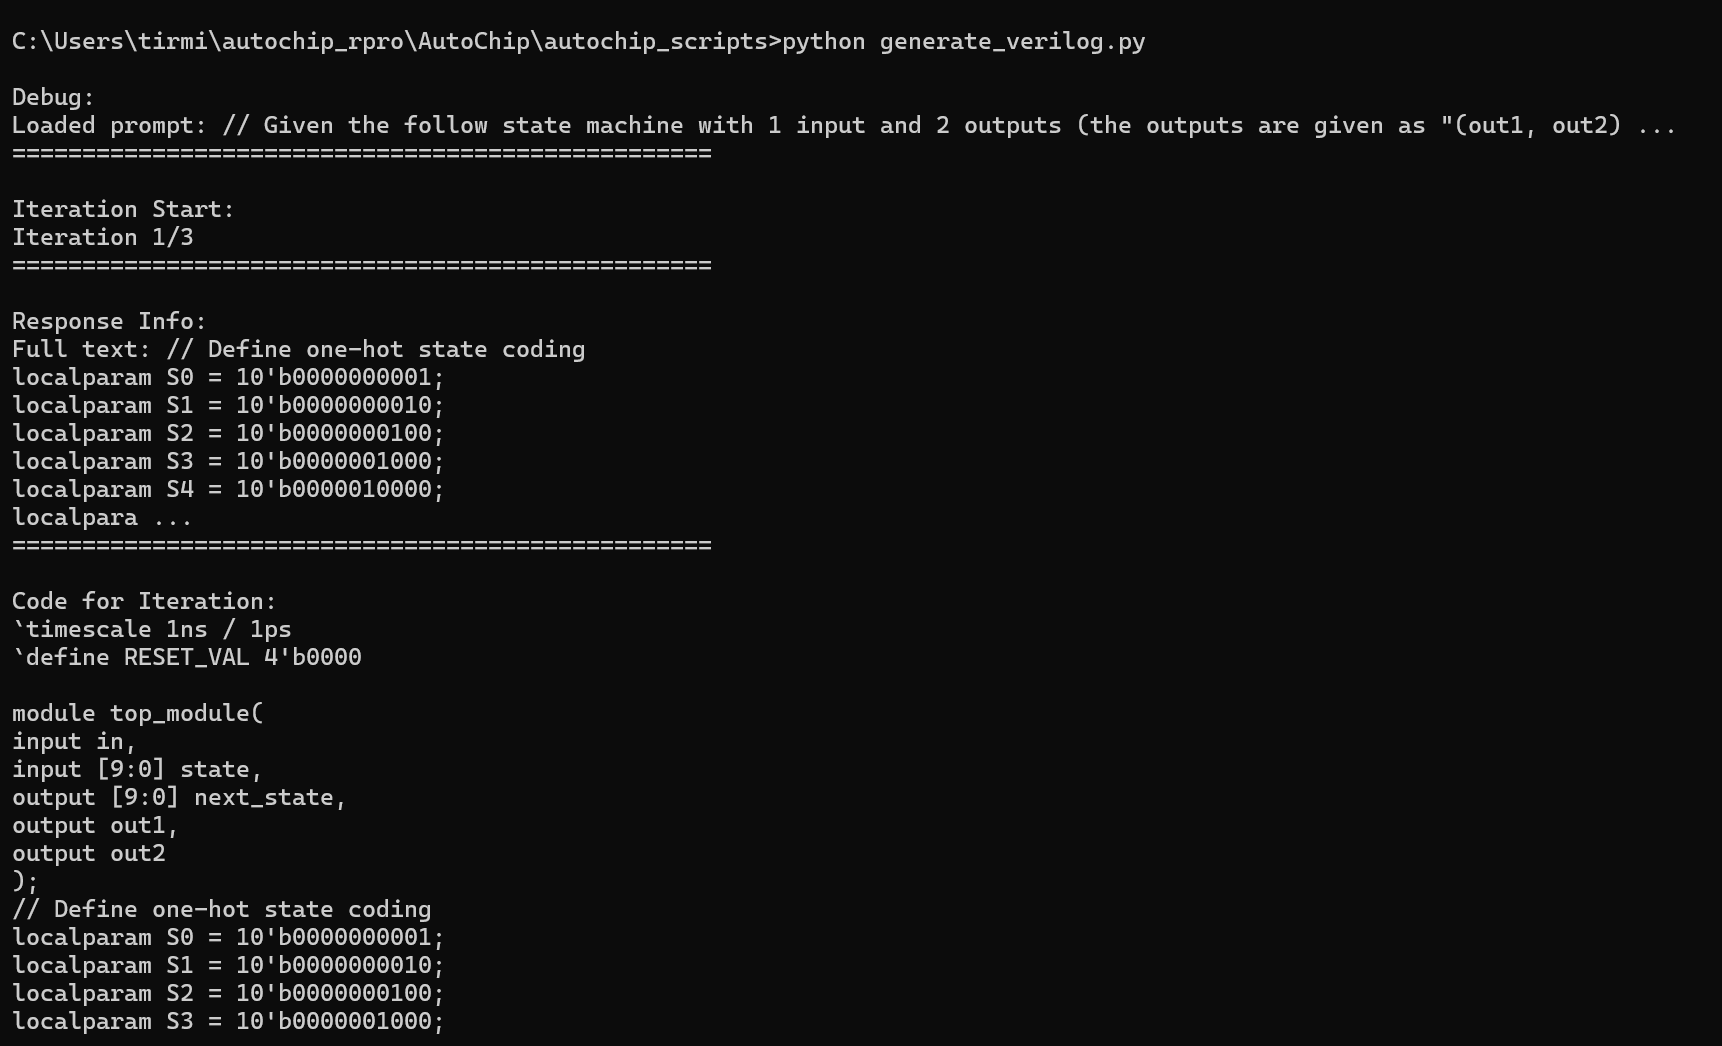 C:\Users\tirmi\autochip_rpro\AutoChip\autochip_scripts>python generate_verilog.py
Debug:
Loaded prompt: // Given the follow state machine with 1 input and 2 outputs (the outputs are given as "(out1, out2) ...
==================================================
Iteration Start:
Iteration 1/3
==================================================
Response Info:
Full text: // Define one-hot state coding
localparam S0 = 10'b0000000001;
localparam S1 = 10'b0000000010;
localparam S2 = 10'b0000000100;
localparam S3 = 10'b0000001000;
localparam S4 = 10'b0000010000;
localpara ...
==================================================
Code for Iteration:
`timescale 1ns / 1ps
`define RESET_VAL 4'b0000
module top_module(
input in,
input [9:0] state,
output [9:0] next_state,
output out1,
output out2
);
// Define one-hot state coding
localparam S0 = 10'b0000000001;
localparam S1 = 10'b0000000010;
localparam S2 = 10'b0000000100;
localparam S3 = 10'b0000001000;